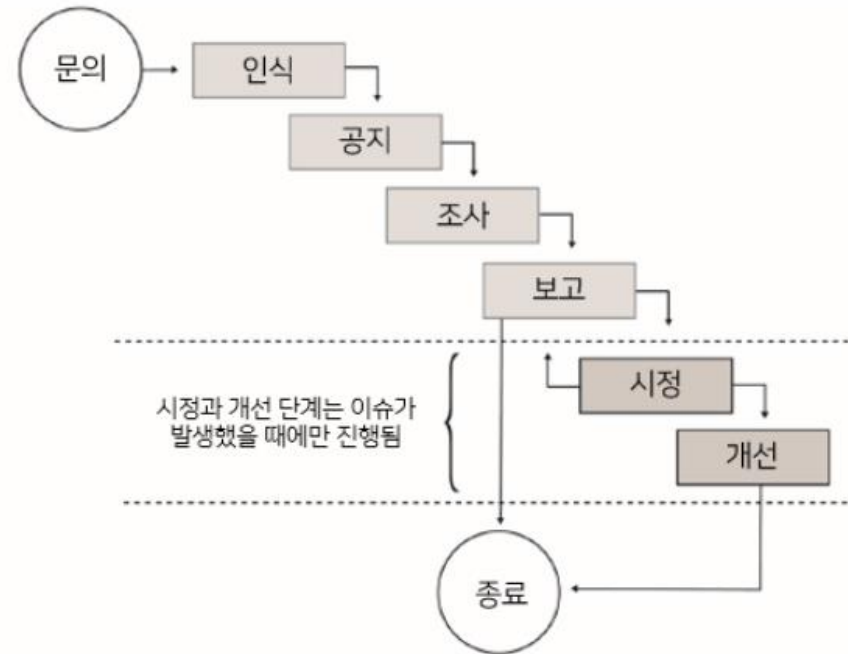 문의
인식
공지
조사
보고
시정
시정과 개선 단계는 이슈가
발생했을 때에만 진행됨
개선
종료